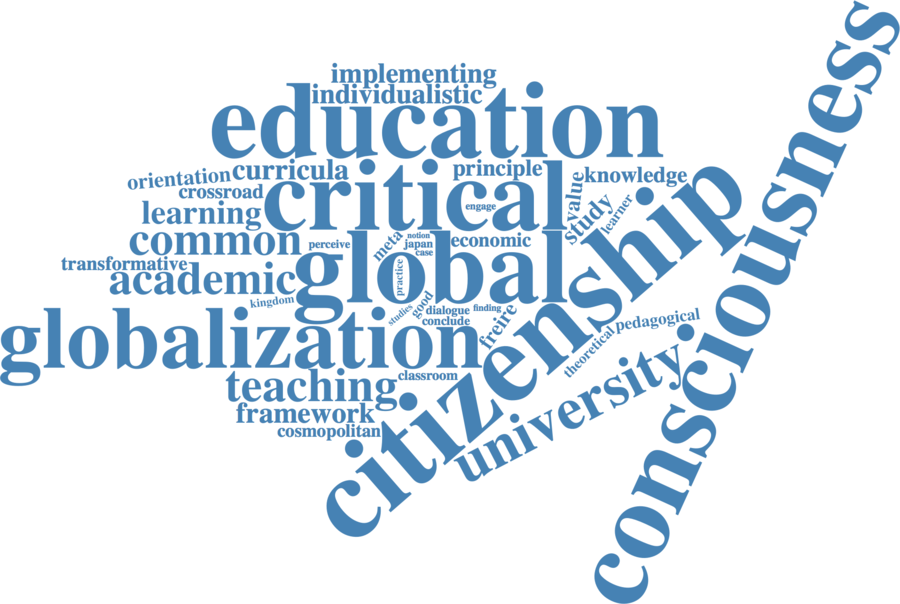 implementing
individualistic
education
orientation
curricula
principle
knowledge
crossroad
critical
value
learning
engage
study
learner
common
perceive
meta
notion
japan
case
economic
transformative
academic
global
practice
citizenship
consciousness
kingdom
studies
good
dialogue
finding
conclude
freire
globalization
theoretical
pedagogical
teaching
classroom
university
framework
cosmopolitan